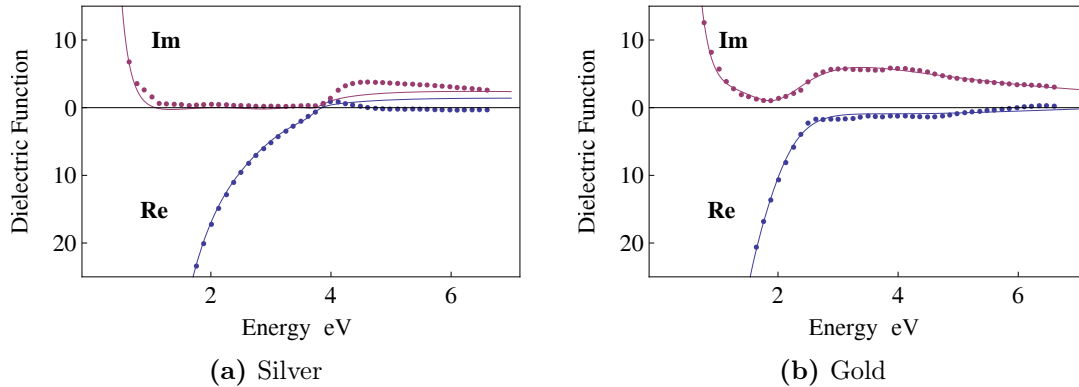 Dielectric Function
10
0
10
20
Im
Re
2
4
6
Energy eV
(a) Silver
Dielectric Function
10
0
10
20
Im
Re
2
4
6
Energy eV
(b) Gold